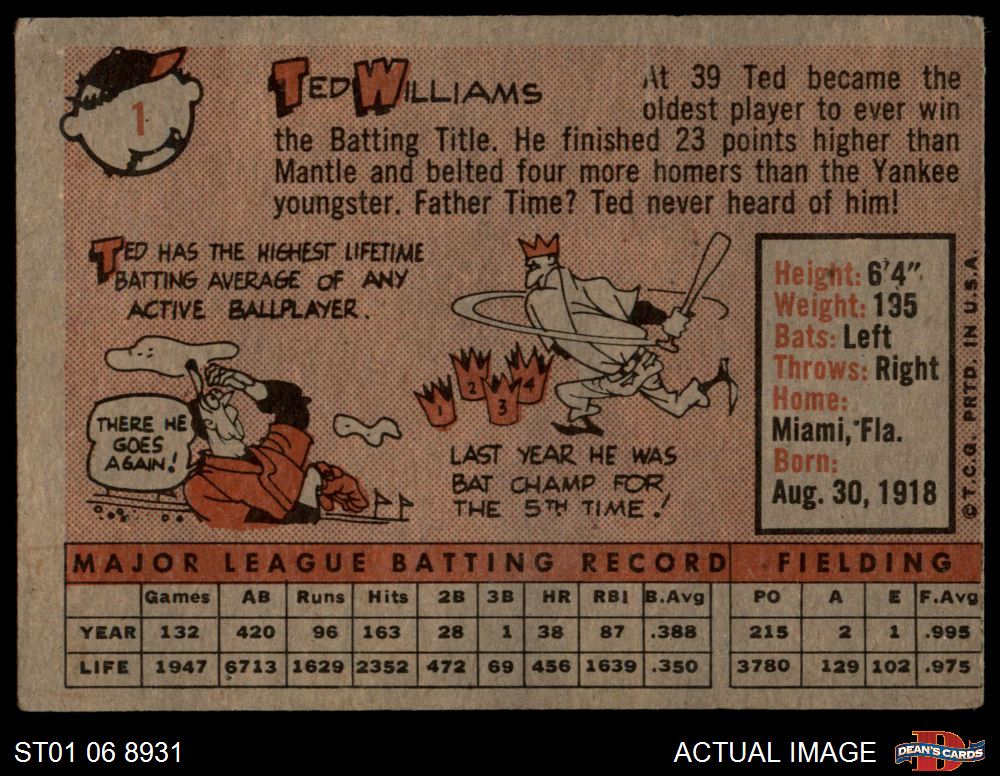 1
TED WILLIAMS
At 39 Ted became the
oldest player to ever win
the Batting Title. He finished 23 points higher than
Mantle and belted four more homers than the Yankee
youngster. Father Time? Ted never heard of him!
TED HAS THE HIGHEST LIFETIME
BATTING AVERAGE OF ANY
ACTIVE BALLPLAYER.
THERE HE
GOES
AGAIN!
1 2 3 4
LAST YEAR HE WAS
BAT CHAMP FOR
THE 5TH TIME!
Height: 6'4"
Weight: 195
Bats: Left
Throws: Right
Home:
Miami, Fla.
Born:
Aug. 30, 1918
©T.C.G. PRTD. IN U.S.A.
MAJOR LEAGUE BATTING RECORD FIELDING
Games AB Runs Hits 2B 3B HR RBI B.Avg PO A E F.Avg
YEAR 132 420 96 163 28 1 38 87 .388 215 2 1 .995
LIFE 1947 6713 1629 2352 472 69 456 1639 .350 3780 129 102 .975
ST01 06 8931
ACTUAL IMAGE
D
DEAN'S CARDS